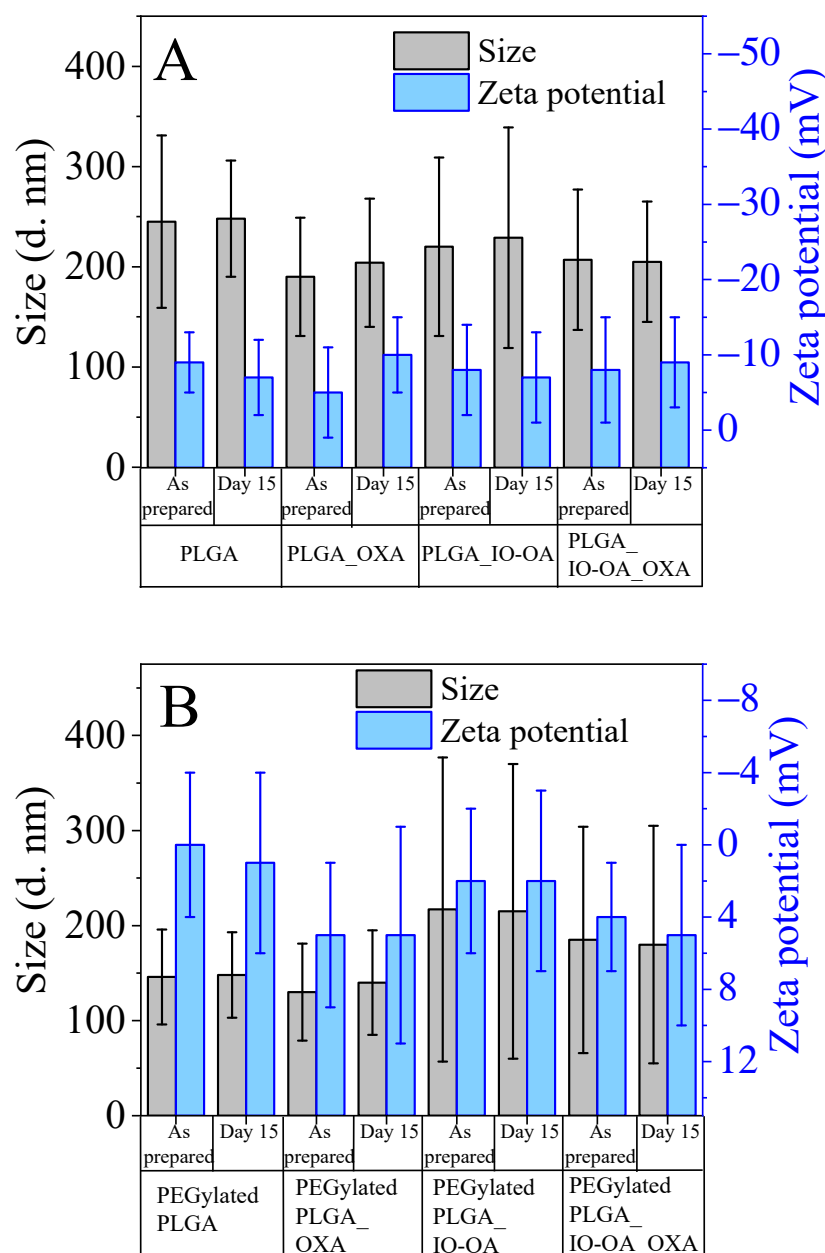 A
Size
Zeta potential
Size (d. nm)
400
300
200
100
0
Zeta potential (mV)
−50
−40
−30
−20
−10
0
As
prepared
Day 15
As
prepared
Day 15
As
prepared
Day 15
As
prepared
Day 15
PLGA
PLGA_OXA
PLGA_IO-OA
PLGA_
IO-OA_OXA
B
Size
Zeta potential
Size (d. nm)
400
300
200
100
0
Zeta potential (mV)
−8
−4
0
4
8
12
As
prepared
Day 15
As
prepared
Day 15
As
prepared
Day 15
As
prepared
Day 15
PEGylated
PLGA
PEGylated
PLGA_
OXA
PEGylated
PLGA_
IO-OA
PEGylated
PLGA_
IO-OA_OXA